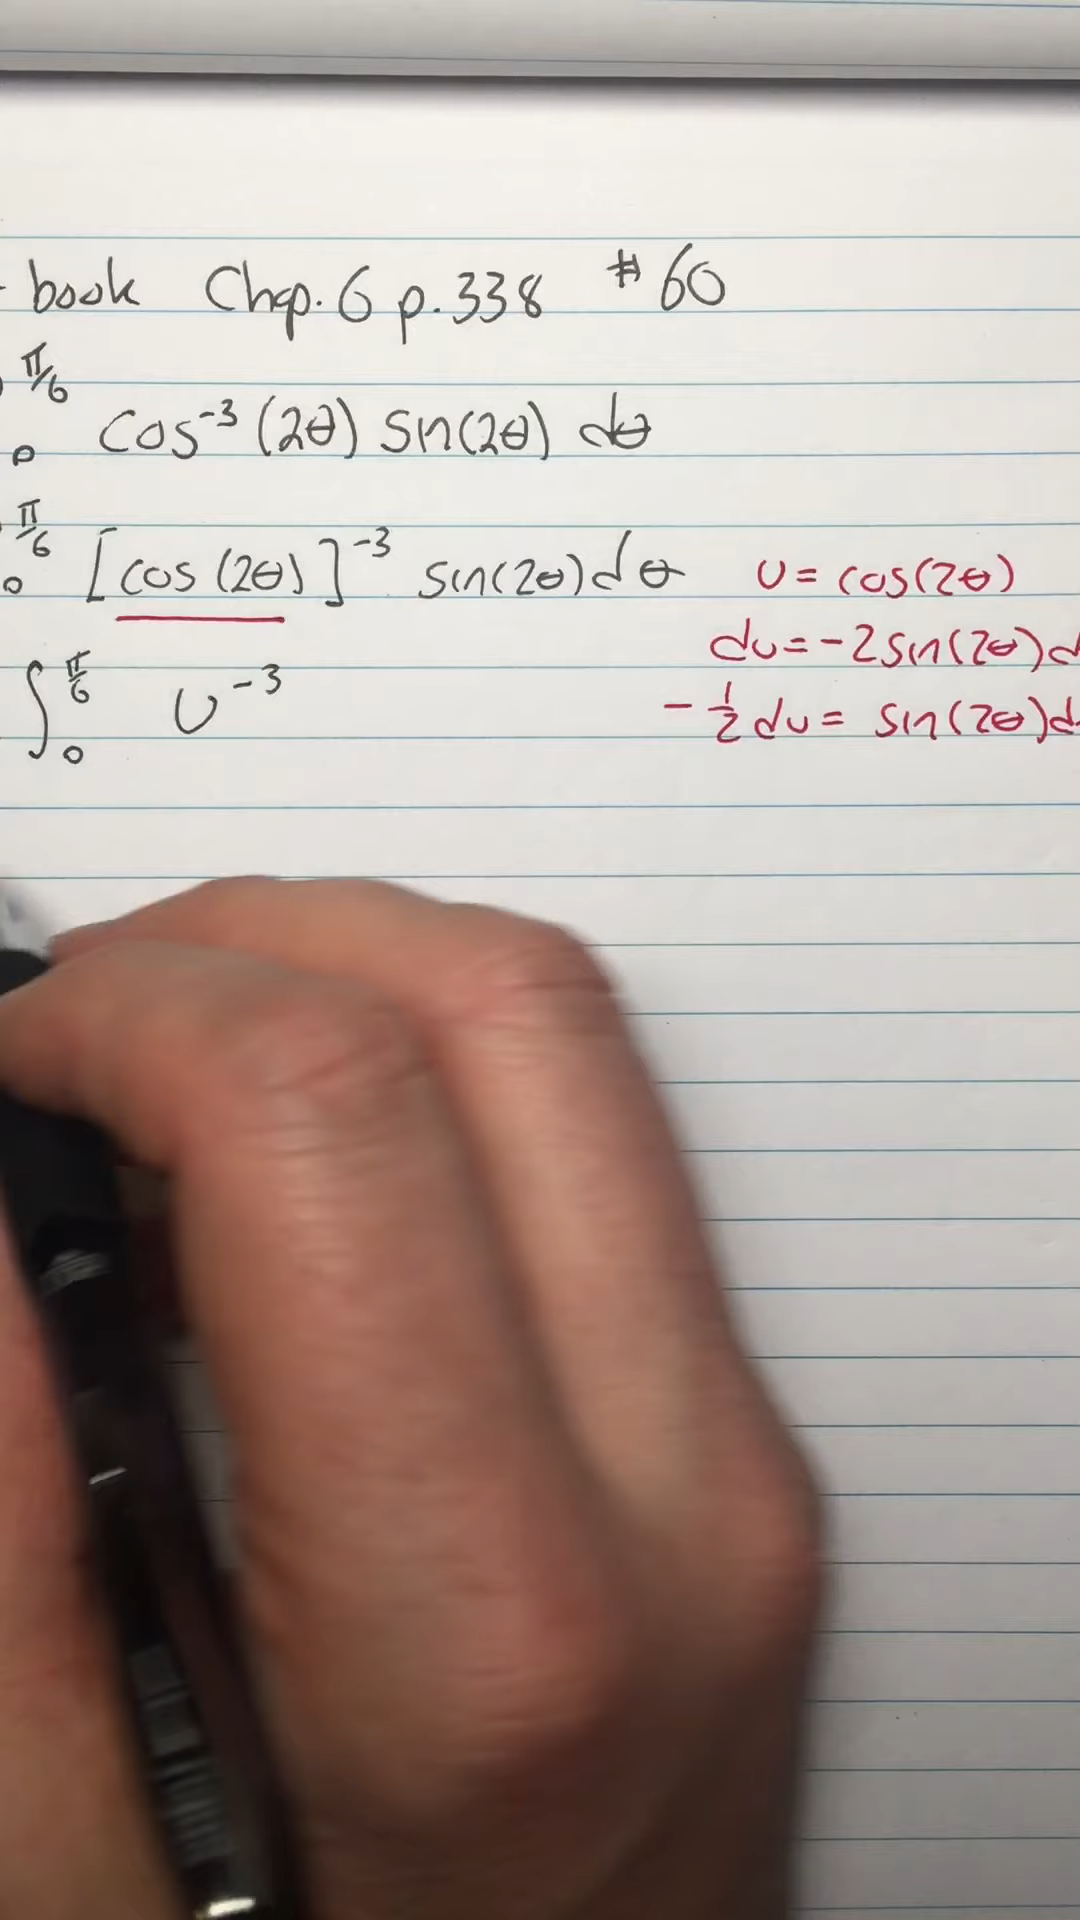 - book Chap. 6 p. 338 #60
π/6
0 cos⁻³ (2θ) sin(2θ) dθ
π/6
0 [cos (2θ)]⁻³ sin(2θ) dθ u = cos(2θ)
du = -2 sin(2θ)d
∫₀^(π/6) u⁻³ -½ du = sin(2θ)d